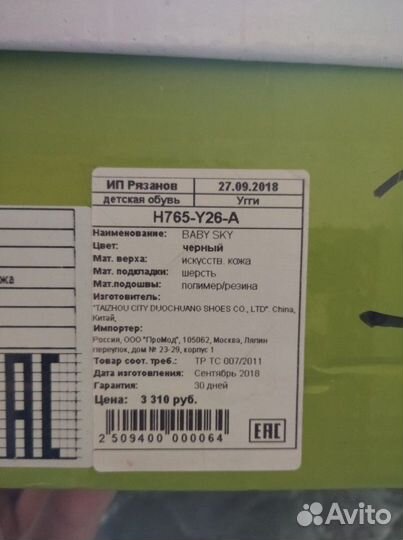 ИП Рязанов 27.09.2018
детская обувь Угги
H765-Y26-A
Наименование: BABY SKY
Цвет: черный
Мат. верха: искусств. кожа
Мат. подкладки: шерсть
Мат.подошвы: полимер/резина
Изготовитель:
"TAIZHOU CITY DUOCHUANG SHOES CO., LTD". China,
Китай.
Импортер:
Россия, ООО "ПроМод", 105062, Москва, Лялин
переулок, дом № 23-29, корпус 1
Товар соот. треб.: ТР ТС 007/2011
Дата изготовления: Сентябрь 2018
Гарантия: 30 дней
Цена: 3 310 руб.
2 509400 000064
EAC
жа
AC
Avito